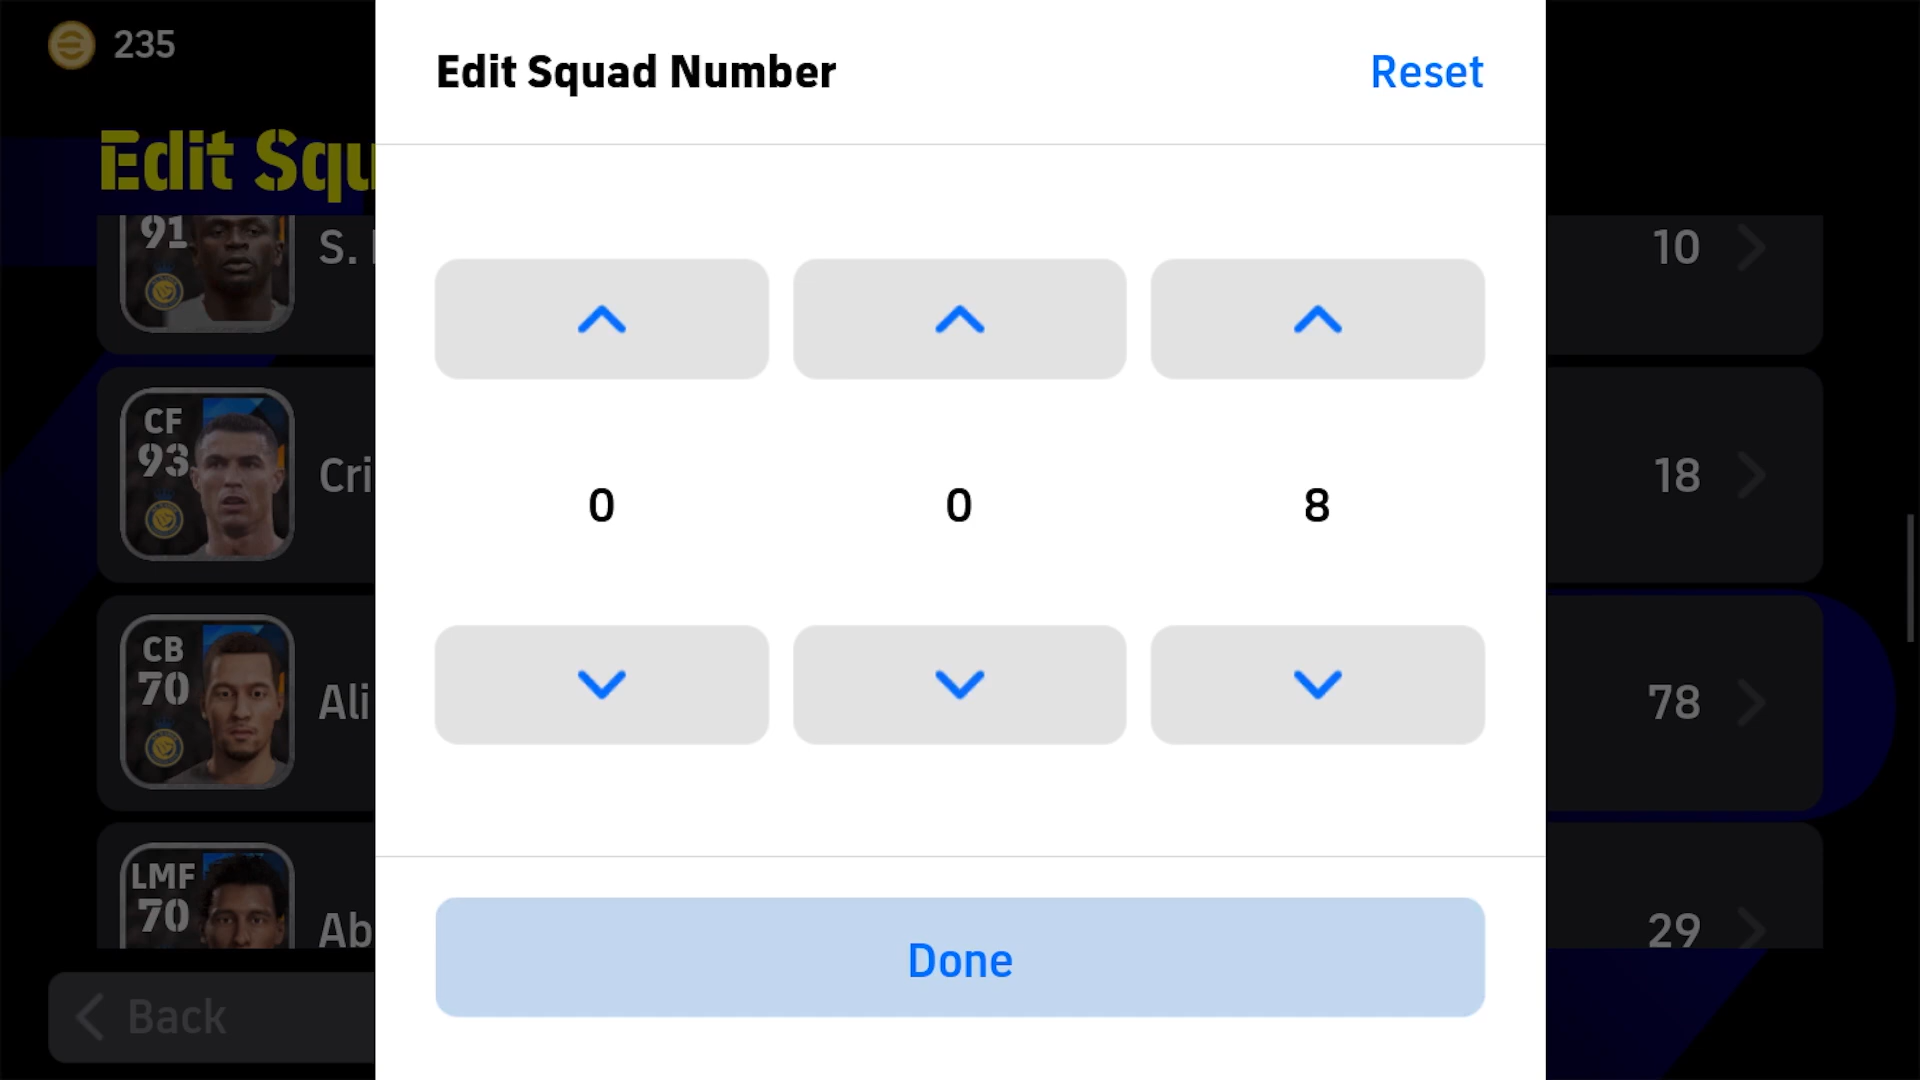 235
Edit Squad Number
Reset
Edit Squ
91
S.
10
CF
93
Cri
18
0
0
8
CB
70
Ali
78
LMF
70
Ab
29
Done
Back